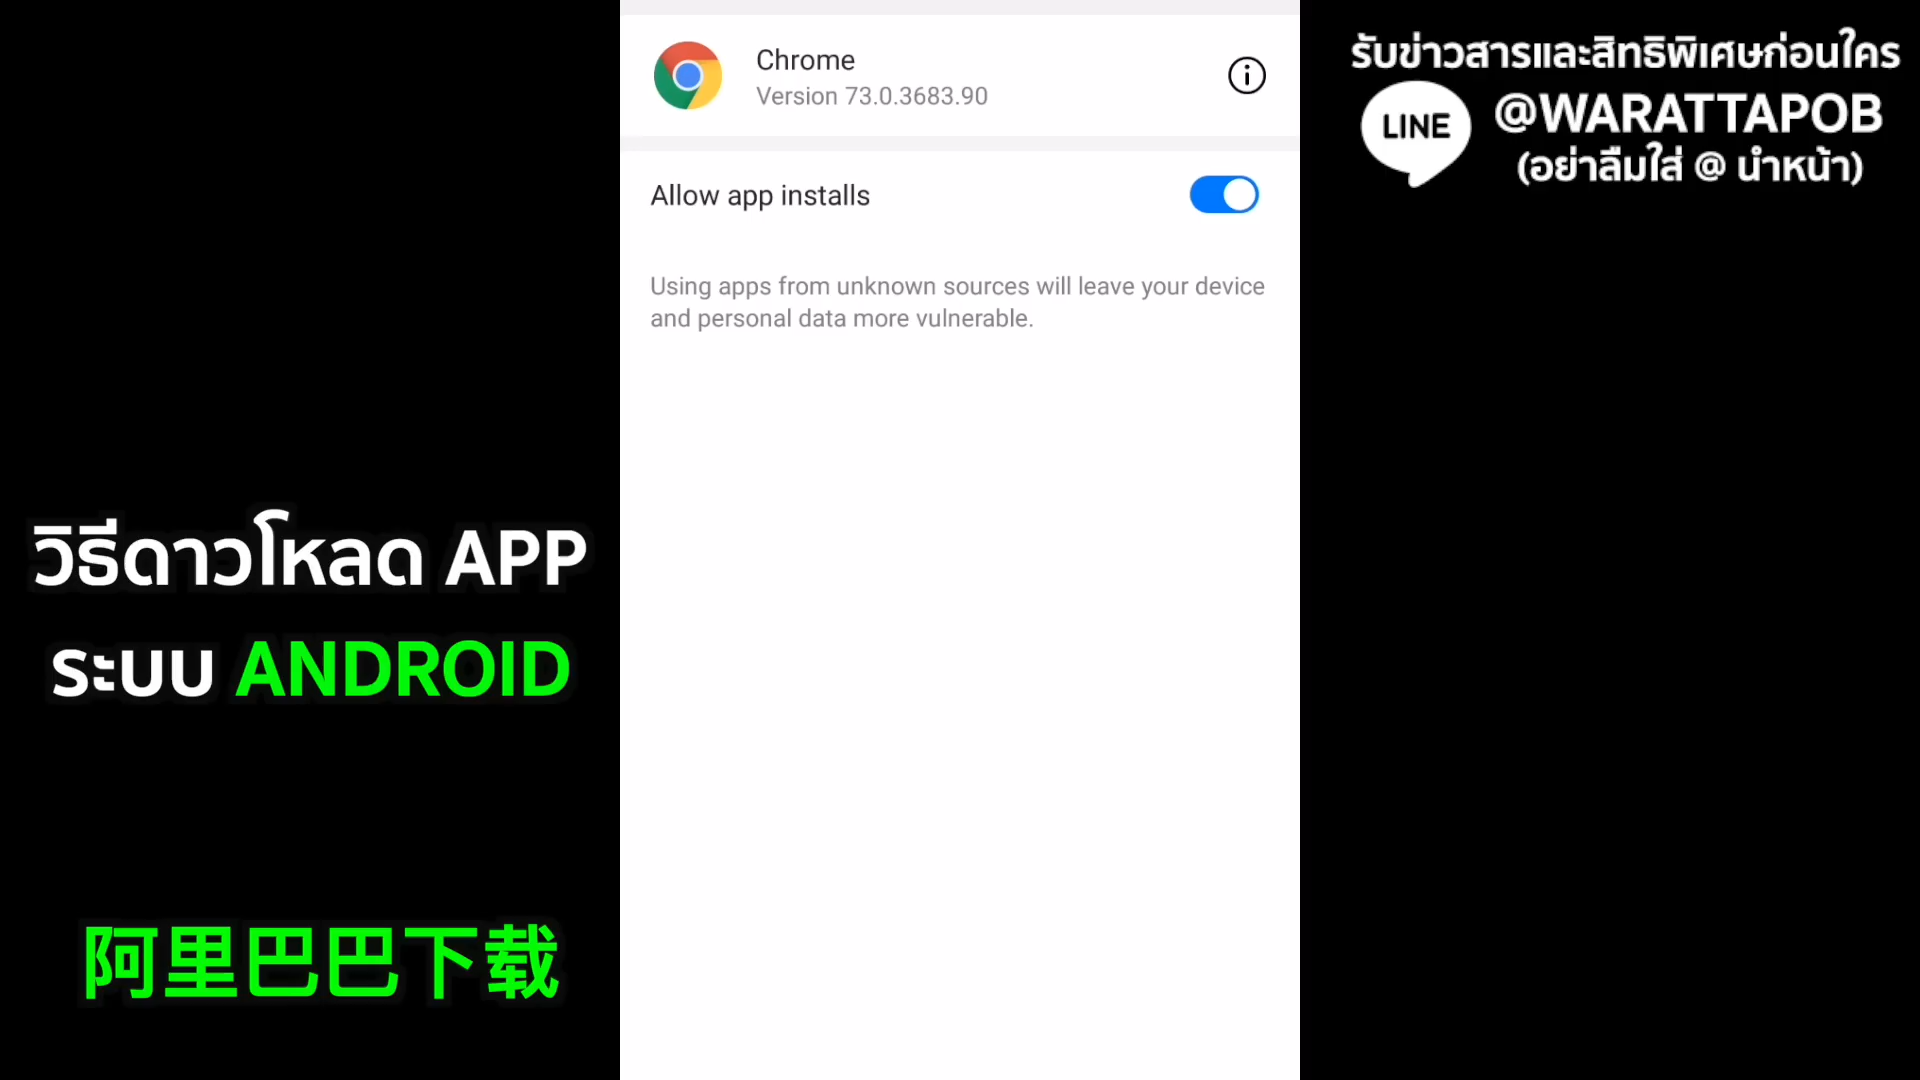 Chrome
Version 73.0.3683.90
Allow app installs
Using apps from unknown sources will leave your device
and personal data more vulnerable.
วิธีดาวโหลด APP
ระบบ ANDROID
阿里巴巴下载
รับข่าวสารและสิทธิพิเศษก่อนใคร
LINE
@WARATTAPOB
(อย่าลืมใส่ @ นำหน้า)